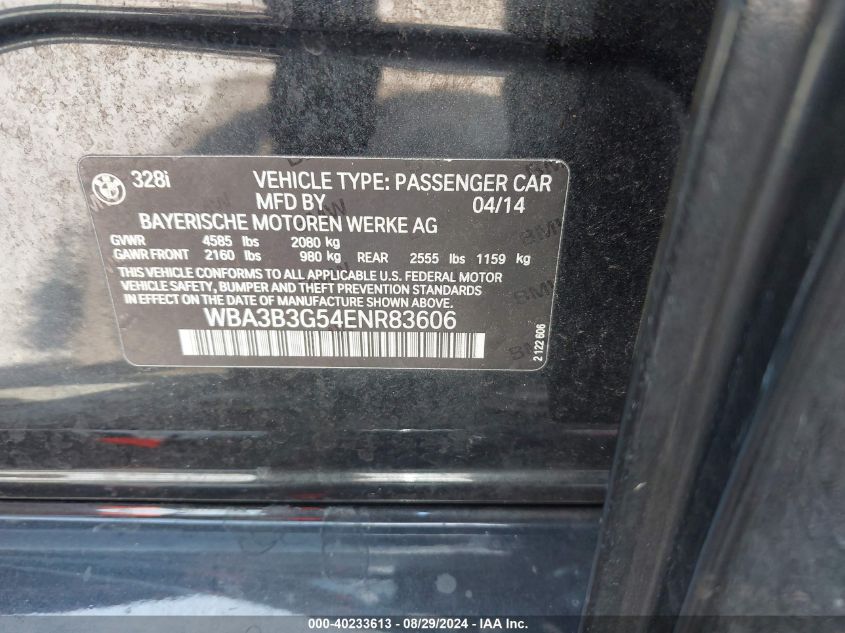 328i VEHICLE TYPE: PASSENGER CAR
MFD BY 04/14
BAYERISCHE MOTOREN WERKE AG
GVWR 4585 lbs 2080 kg
GAWR FRONT 2160 lbs 980 kg REAR 2555 lbs 1159 kg
THIS VEHICLE CONFORMS TO ALL APPLICABLE U.S. FEDERAL MOTOR
VEHICLE SAFETY, BUMPER AND THEFT PREVENTION STANDARDS
IN EFFECT ON THE DATE OF MANUFACTURE SHOWN ABOVE.
WBA3B3G54ENR83606
2 122 606
000-40233613 - 08/29/2024 - IAA Inc.